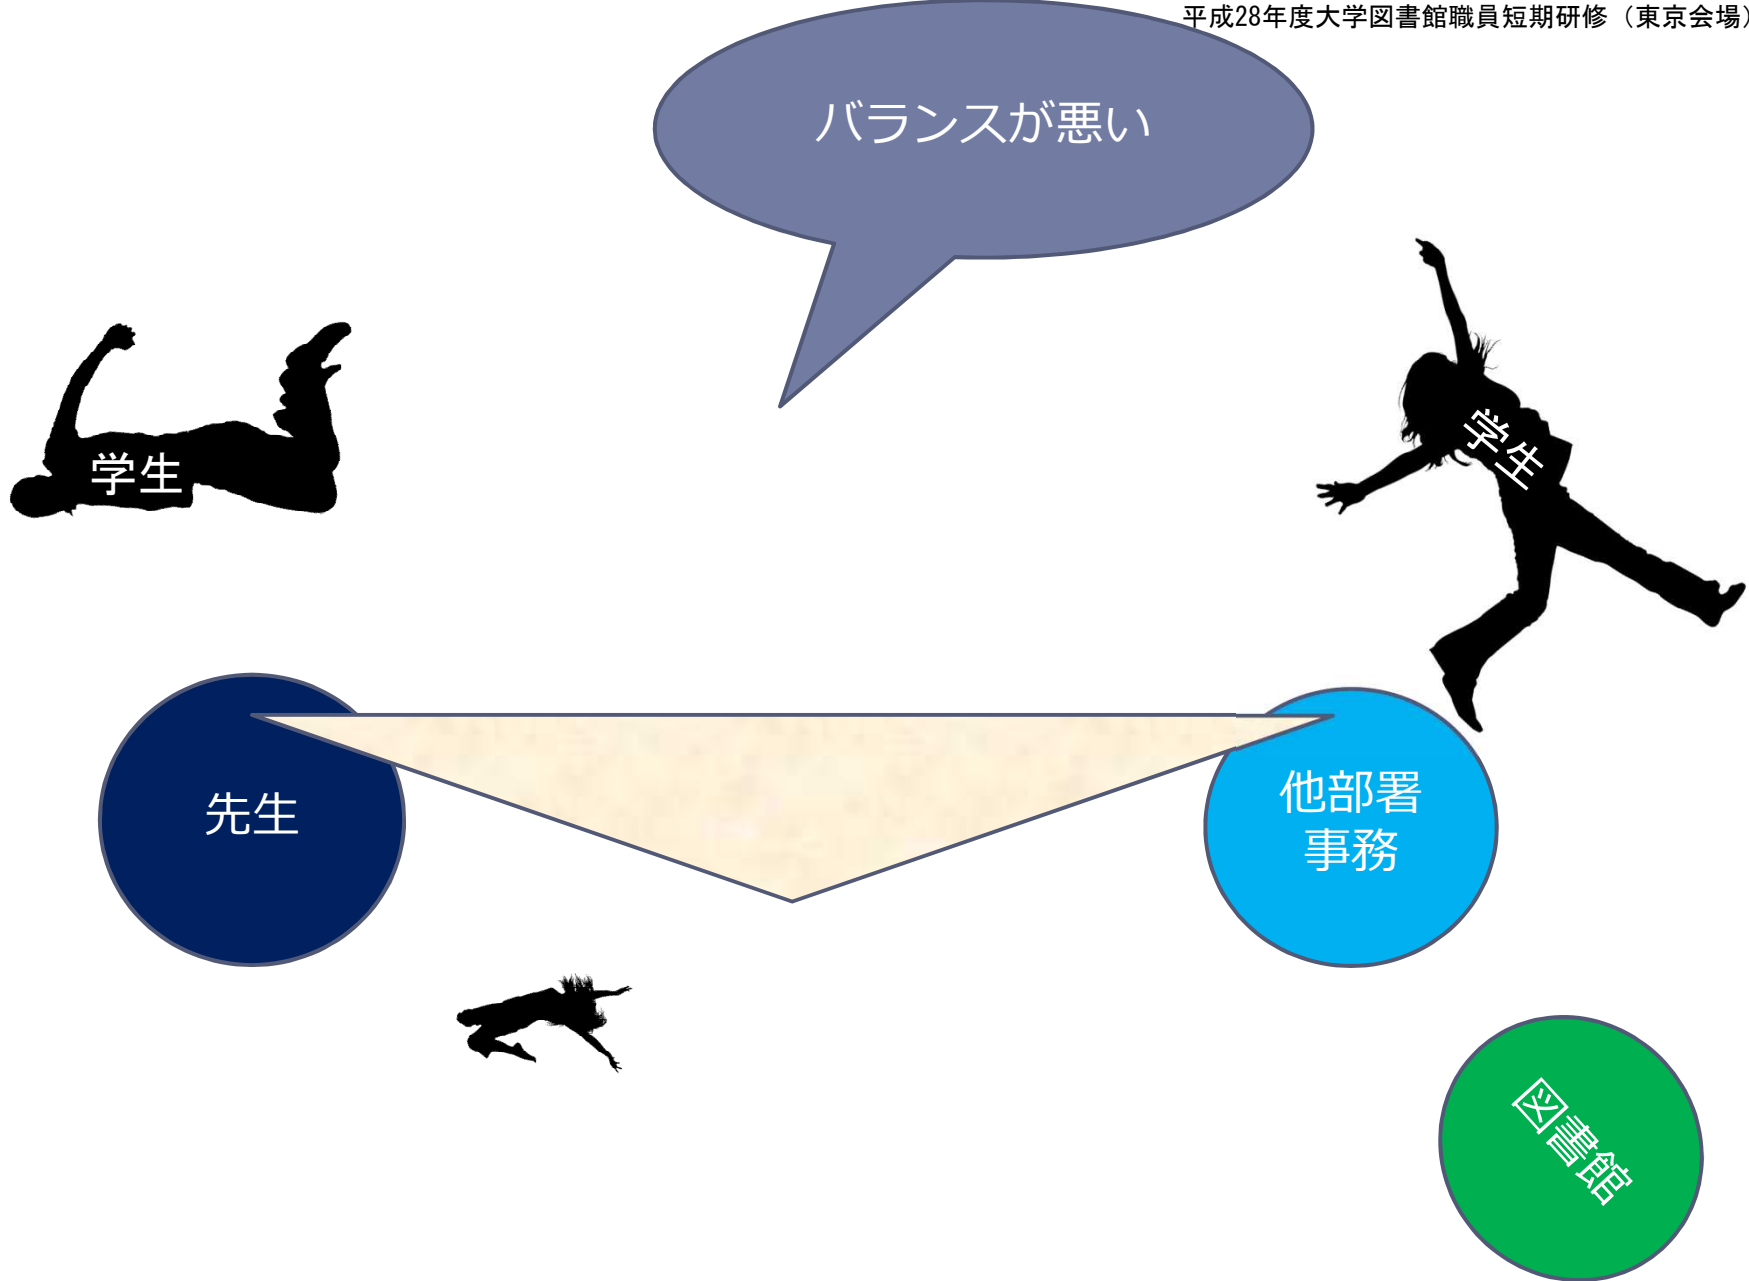 平成28年度大学図書館職員短期研修（東京会場）
バランスが悪い
学生
学生
先生
他部署
事務
図書館